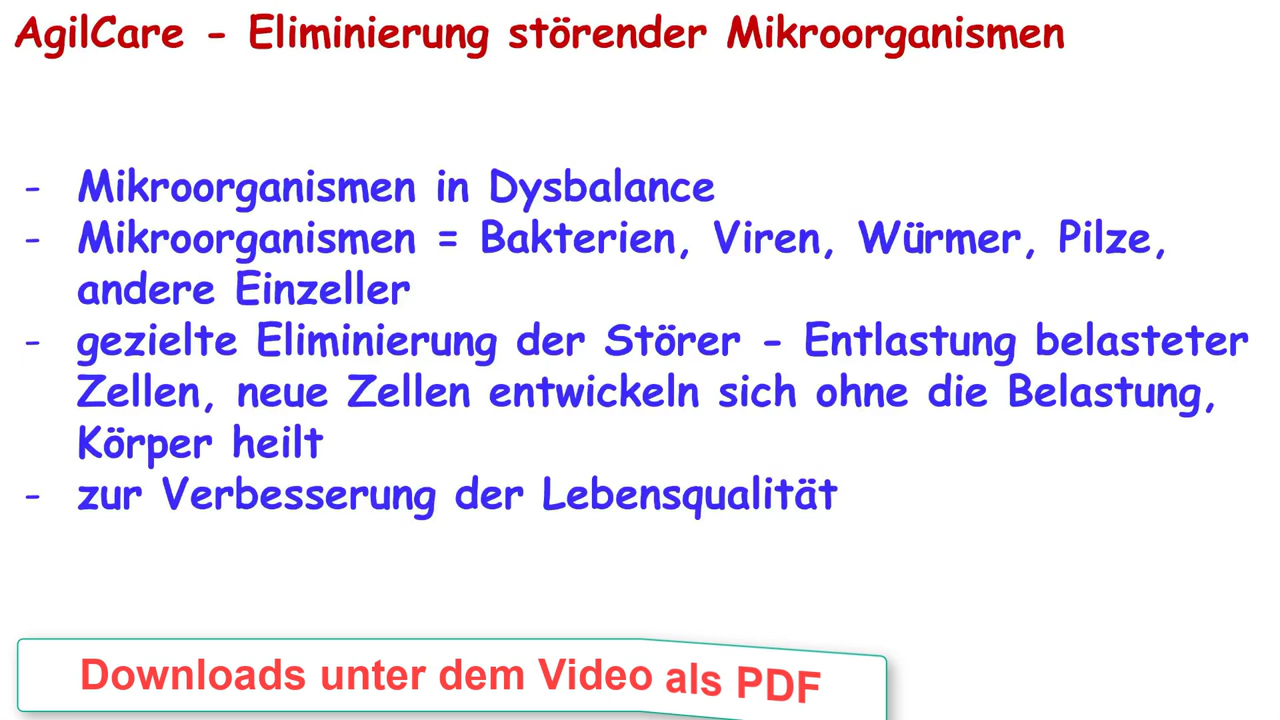 AgilCare - Eliminierung störender Mikroorganismen
- Mikroorganismen in Dysbalance
- Mikroorganismen = Bakterien, Viren, Würmer, Pilze,
andere Einzeller
- gezielte Eliminierung der Störer - Entlastung belasteter
Zellen, neue Zellen entwickeln sich ohne die Belastung,
Körper heilt
- zur Verbesserung der Lebensqualität
Downloads unter dem Video als PDF